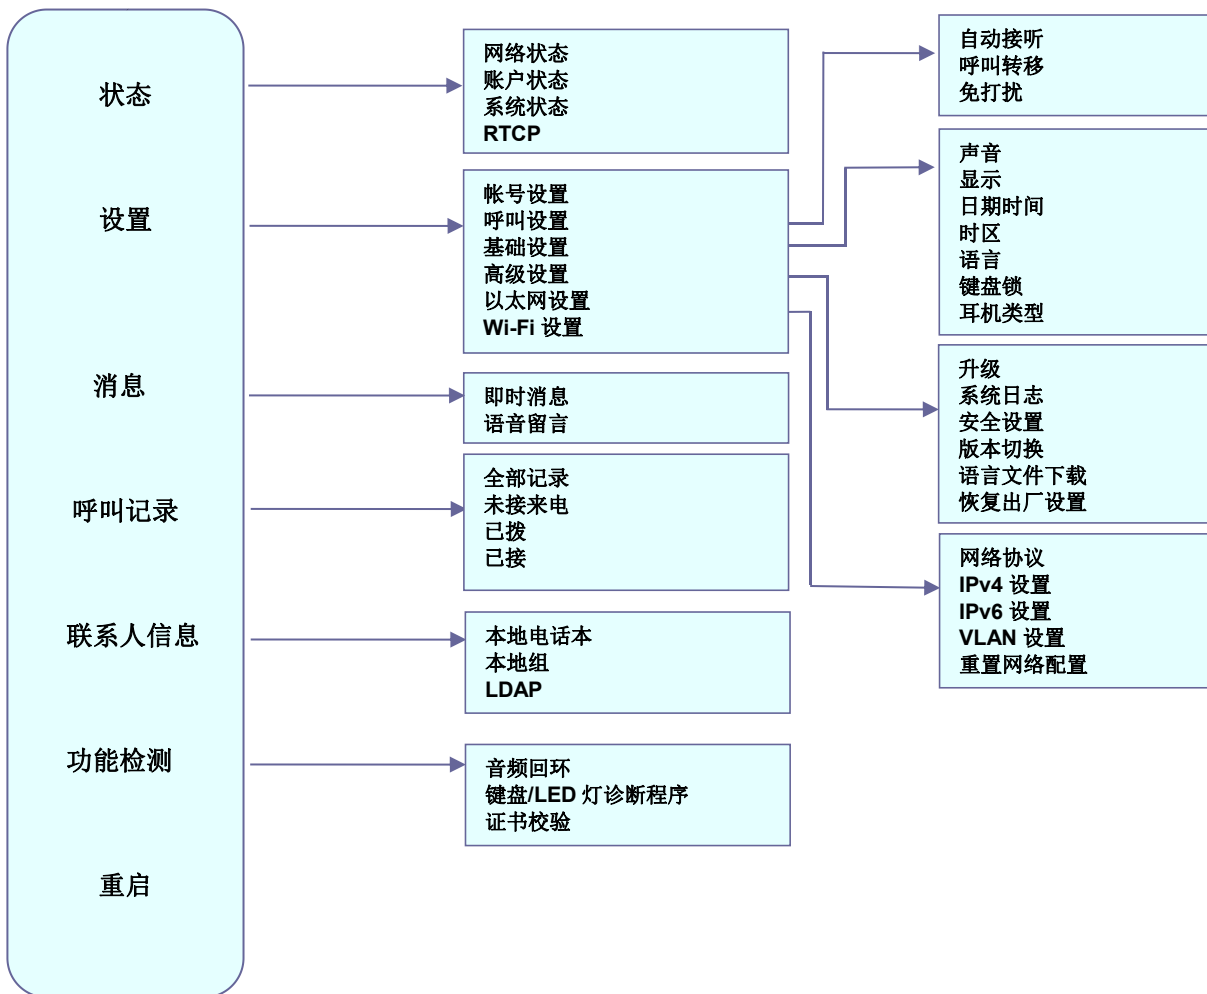 状态
设置
消息
呼叫记录
联系人信息
功能检测
重启
网络状态
账户状态
系统状态
RTCP
帐号设置
呼叫设置
基础设置
高级设置
以太网设置
Wi-Fi 设置
即时消息
语音留言
全部记录
未接来电
已拨
已接
本地电话本
本地组
LDAP
音频回环
键盘/LED 灯诊断程序
证书校验
自动接听
呼叫转移
免打扰
声音
显示
日期时间
时区
语言
键盘锁
耳机类型
升级
系统日志
安全设置
版本切换
语言文件下载
恢复出厂设置
网络协议
IPv4 设置
IPv6 设置
VLAN 设置
重置网络配置